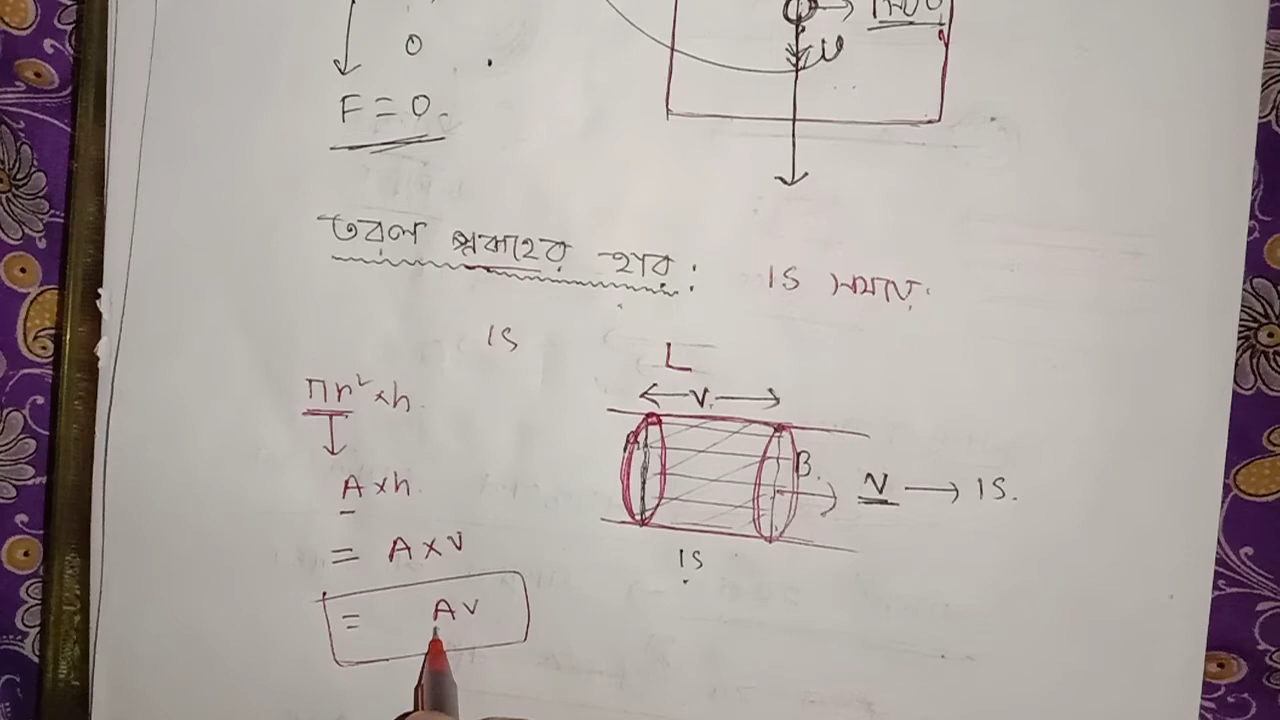 0
F = 0.
υ
তরল প্রবাহের হার :
1S সময়ে.
1S
L
πr² × h.
← v. →
A × h.
B.
V → 1S.
= A × V
1S
= AV